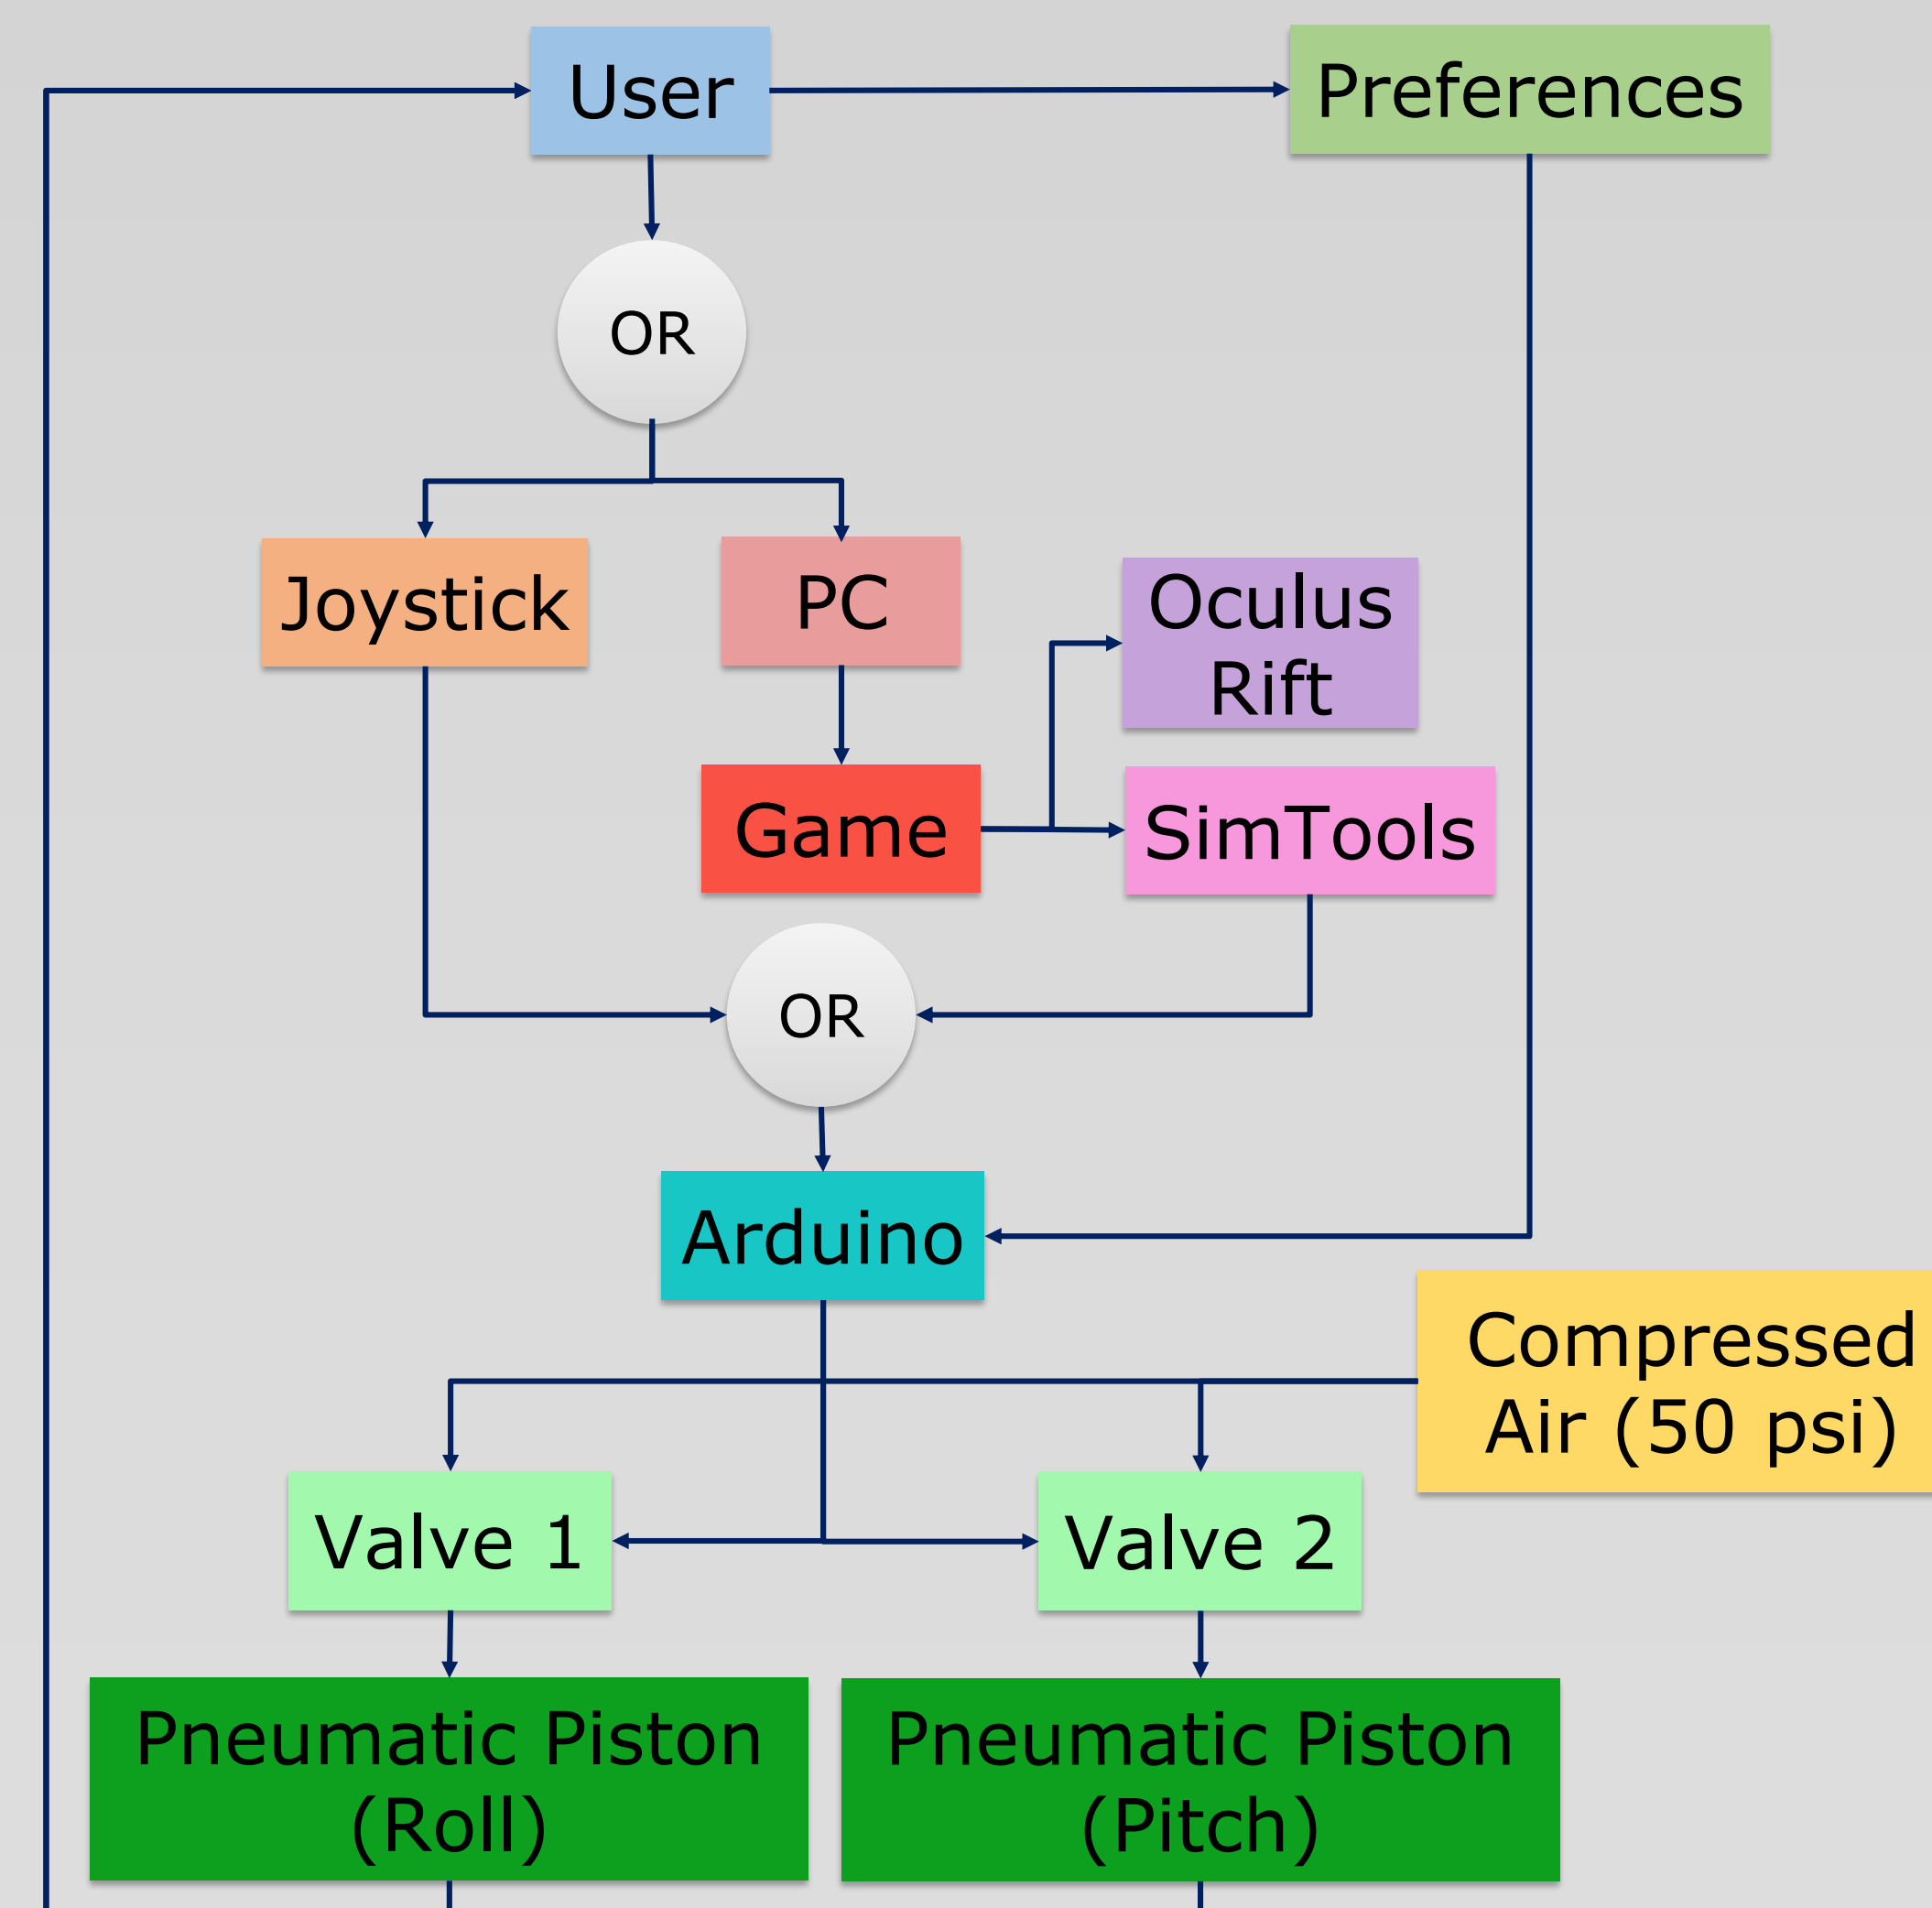 User
Preferences
OR
Joystick
PC
Oculus
Rift
Game
SimTools
OR
Arduino
Compressed
Air (50 psi)
Valve 1
Valve 2
Pneumatic Piston
(Roll)
Pneumatic Piston
(Pitch)